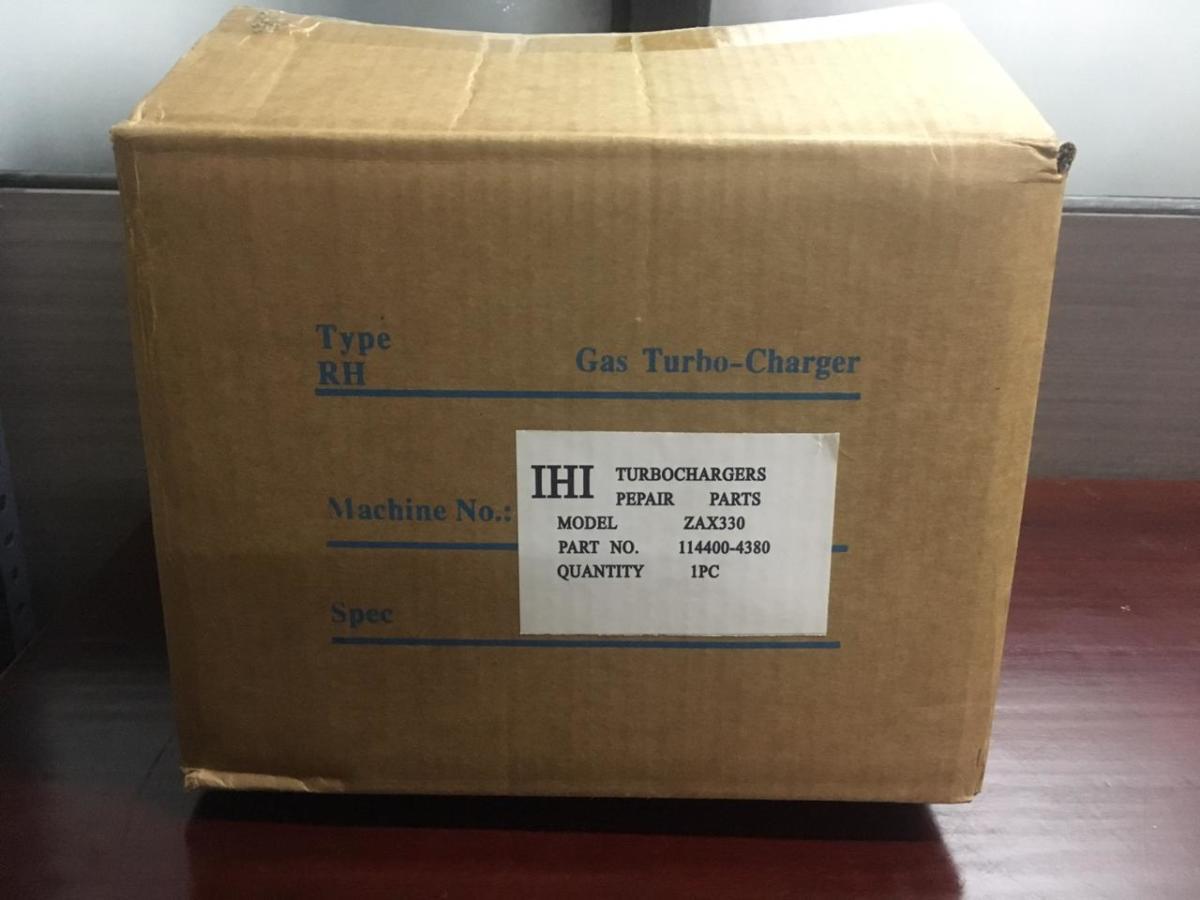 Type
RH Gas Turbo-Charger
IHI TURBOCHARGERS
PEPAIR PARTS
Machine No.:
MODEL ZAX330
PART NO. 114400-4380
QUANTITY 1PC
Spec